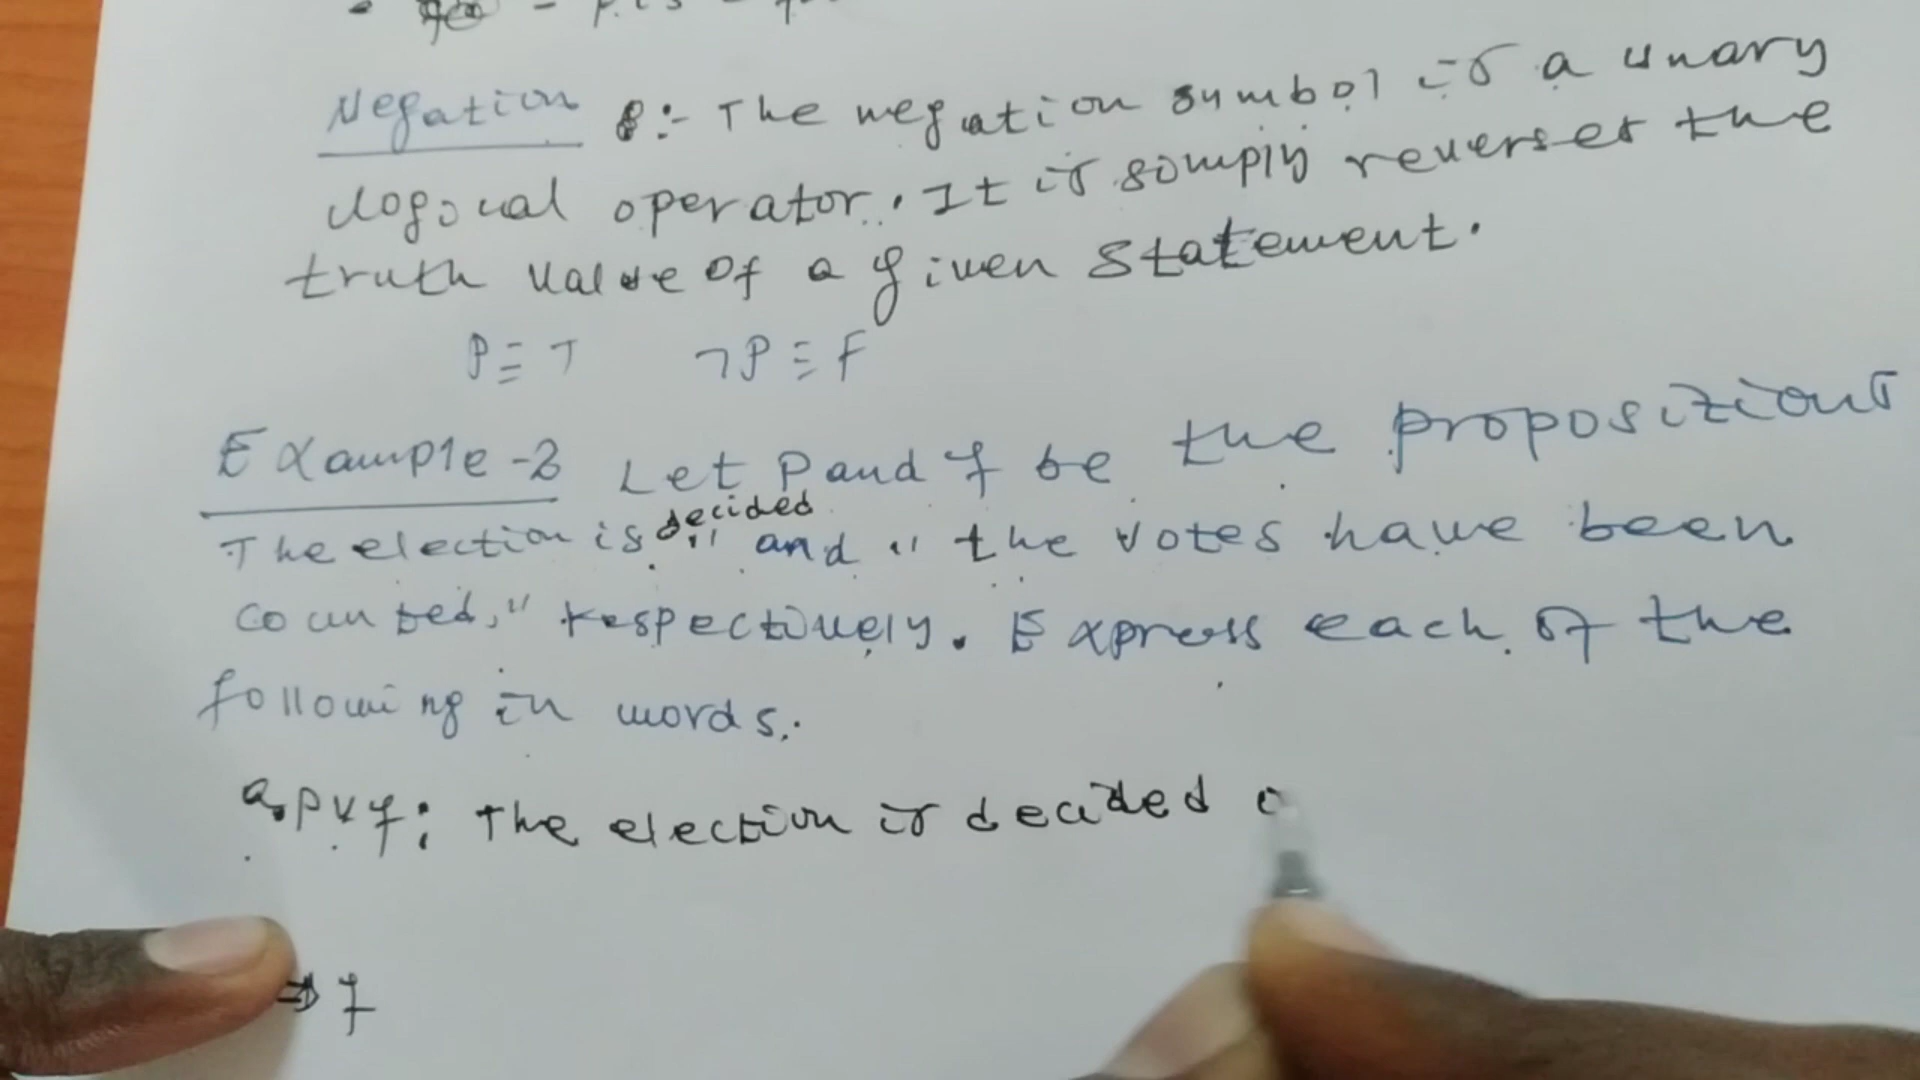 Negation :- The negation symbol is a unary
logical operator. It is simply reverses the
truth value of a given statement.
P ≡ T ¬P ≡ F
Example-2 Let P and q be the propositions
The election is decided" and " the votes have been
counted," respectively. Express each of the
following in words.
a. p v q: The election is decided
⇒ q